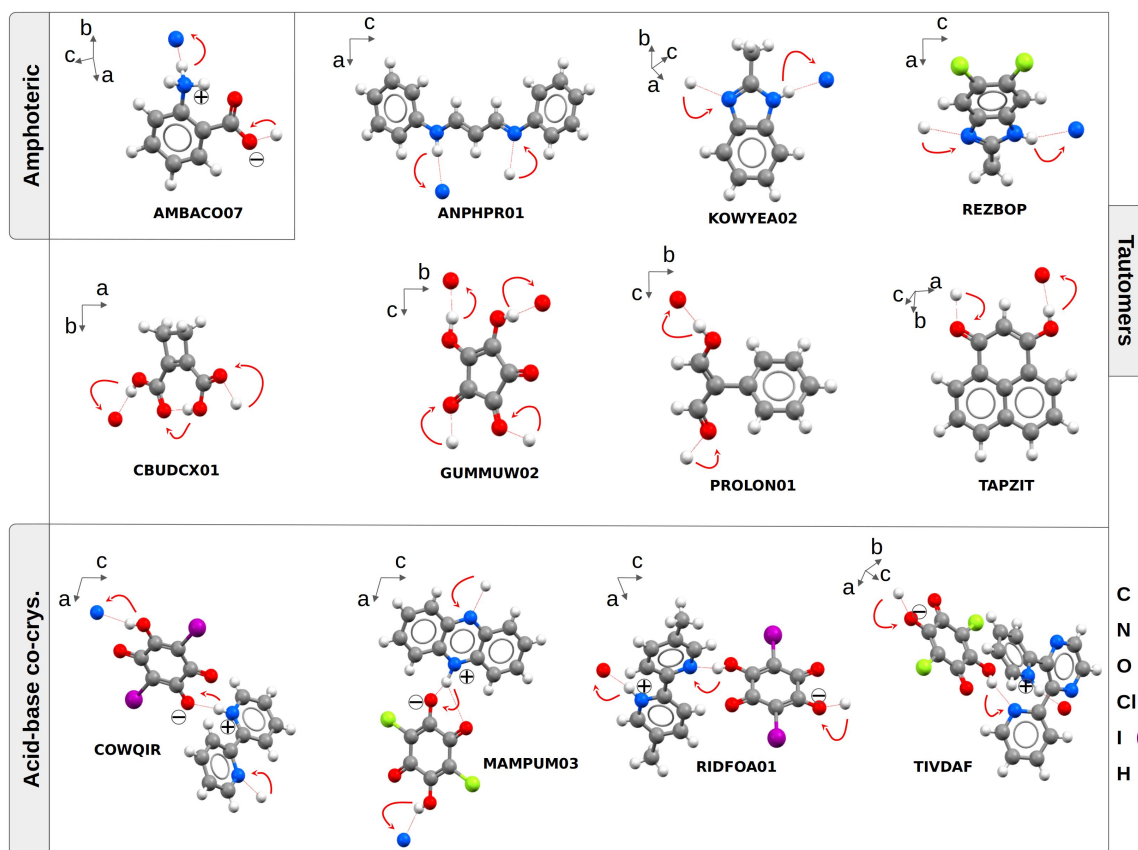 Amphoteric
b
c
a
AMBACO07
c
a
ANPHPR01
b
c
a
KOWYEA02
c
a
REZBOP
Tautomers
a
b
CBUDCX01
b
c
GUMMUW02
b
c
PROLON01
a
c
b
TAPZIT
Acid-base co-crys.
c
a
COWQIR
c
a
MAMPUM03
c
a
RIDFOA01
b
c
a
TIVDAF
C
N
O
Cl
I (
H